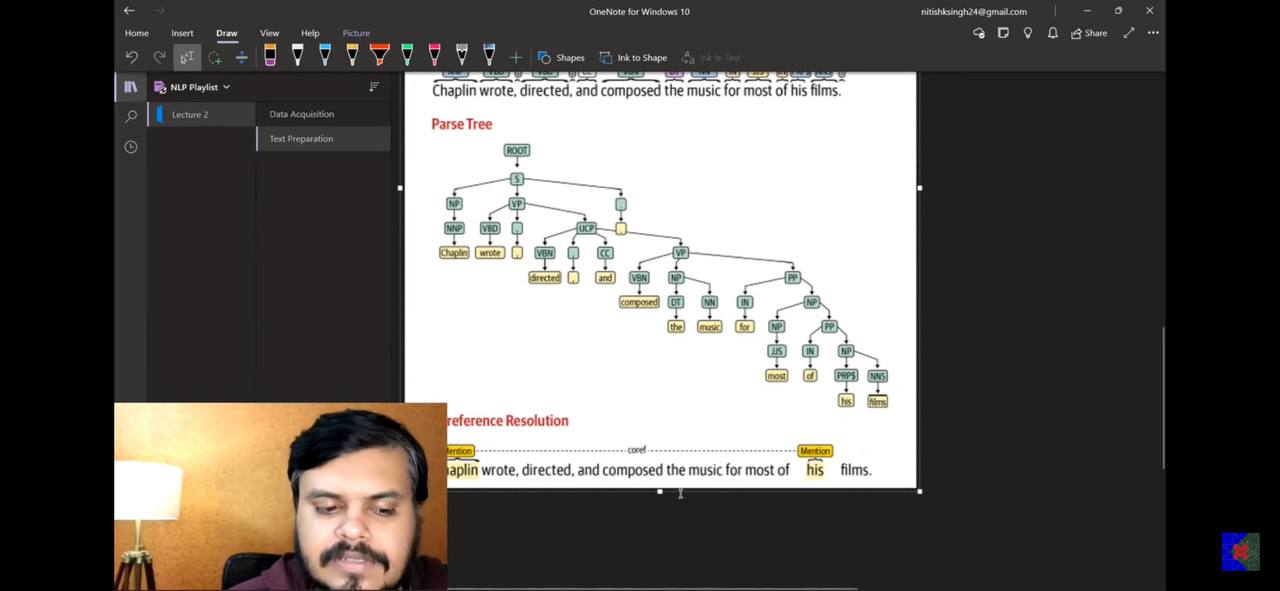 OneNote for Windows 10
nitishksingh24@gmail.com
Home Insert Draw View Help Picture
Share
Shapes Ink to Shape Ink to Text
NLP Playlist
Lecture 2
Data Acquisition
Text Preparation
Chaplin wrote, directed, and composed the music for most of his films.
Parse Tree
ROOT
S
NP VP .
NNP VBD , UCP .
Chaplin wrote , VBN , CC VP
directed , and VBN NP PP
composed DT NN IN NP
the music for NP PP
JJS IN NP
most of PRP$ NNS
his films
reference Resolution
Mention coref Mention
aplin wrote, directed, and composed the music for most of his films.